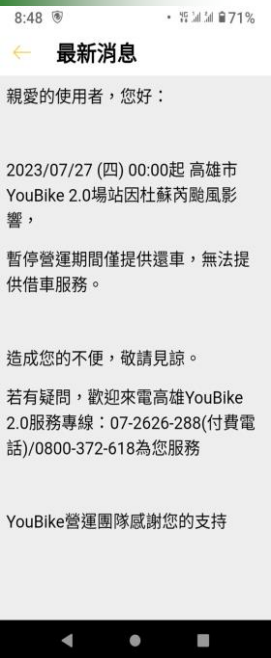 8:48
71%
最新消息
親愛的使用者，您好：
2023/07/27 (四) 00:00起 高雄市
YouBike 2.0場站因杜蘇芮颱風影
響，
暫停營運期間僅提供還車，無法提
供借車服務。
造成您的不便，敬請見諒。
若有疑問，歡迎來電高雄YouBike
2.0服務專線：07-2626-288(付費電
話)/0800-372-618為您服務
YouBike營運團隊感謝您的支持